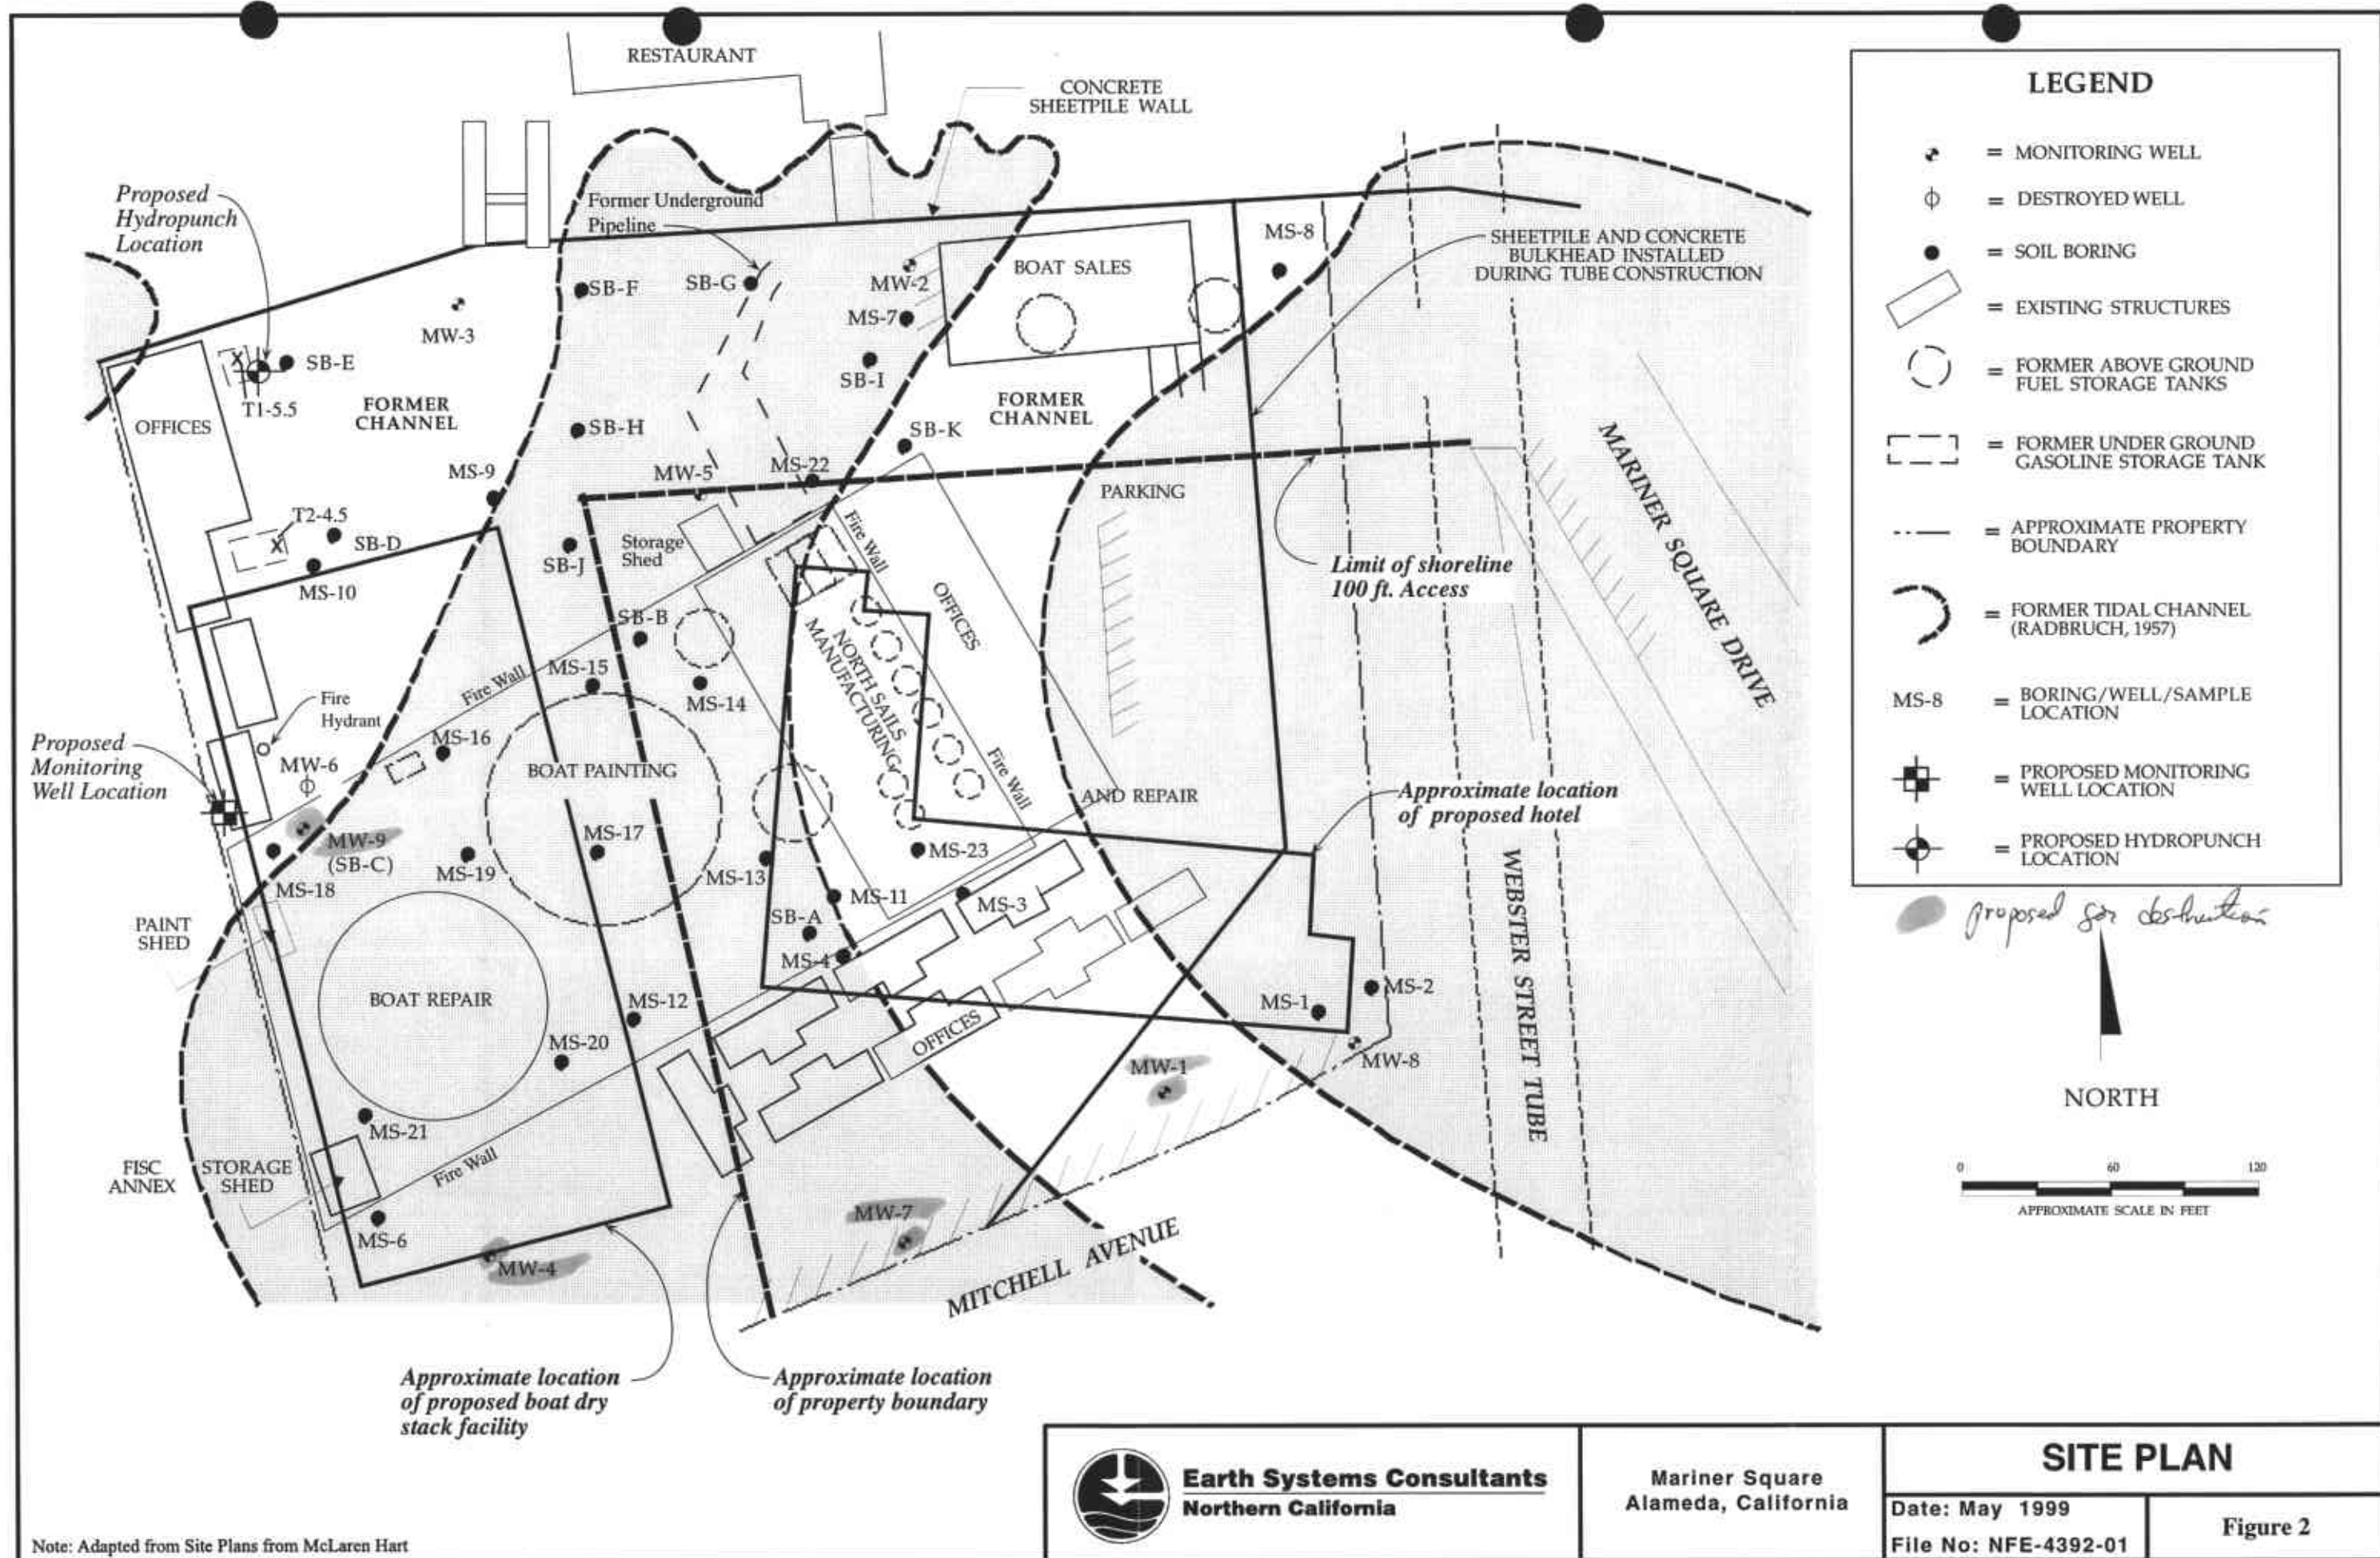 RESTAURANT
CONCRETE
SHEETPILE WALL
Proposed
Hydropunch
Location
Former Underground
Pipeline
MW-3
SB-E
T1-5.5
OFFICES
FORMER
CHANNEL
SB-F
SB-G
MW-2
MS-7
SB-I
BOAT SALES
MS-8
SHEETPILE AND CONCRETE
BULKHEAD INSTALLED
DURING TUBE CONSTRUCTION
FORMER
CHANNEL
SB-H
SB-K
MS-9
MW-5
MS-22
PARKING
MARINER SQUARE DRIVE
T2-4.5
SB-D
MS-10
SB-J
Storage
Shed
Fire Wall
OFFICES
Limit of shoreline
100 ft. Access
SB-B
MS-15
MS-14
NORTH SAILS
MANUFACTURING
Fire Wall
Fire
Hydrant
MS-16
Proposed
Monitoring
Well Location
MW-6
BOAT PAINTING
Fire Wall
AND REPAIR
Approximate location
of proposed hotel
MW-9
(SB-C)
MS-18
MS-19
MS-17
MS-13
MS-23
MS-11
MS-3
SB-A
MS-4
PAINT
SHED
BOAT REPAIR
MS-12
MS-20
OFFICES
MS-1
MS-2
WEBSTER STREET TUBE
MW-1
MW-8
MS-21
FISC
ANNEX
STORAGE
SHED
Fire Wall
MS-6
MW-4
MW-7
MITCHELL AVENUE
Approximate location
of proposed boat dry
stack facility
Approximate location
of property boundary
LEGEND
= MONITORING WELL
= DESTROYED WELL
= SOIL BORING
= EXISTING STRUCTURES
= FORMER ABOVE GROUND
FUEL STORAGE TANKS
= FORMER UNDER GROUND
GASOLINE STORAGE TANK
= APPROXIMATE PROPERTY
BOUNDARY
= FORMER TIDAL CHANNEL
(RADBRUCH, 1957)
MS-8 = BORING/WELL/SAMPLE
LOCATION
= PROPOSED MONITORING
WELL LOCATION
= PROPOSED HYDROPUNCH
LOCATION
proposed for destruction
NORTH
0 60 120
APPROXIMATE SCALE IN FEET
Earth Systems Consultants
Northern California
Mariner Square
Alameda, California
SITE PLAN
Date: May 1999
File No: NFE-4392-01
Figure 2
Note: Adapted from Site Plans from McLaren Hart